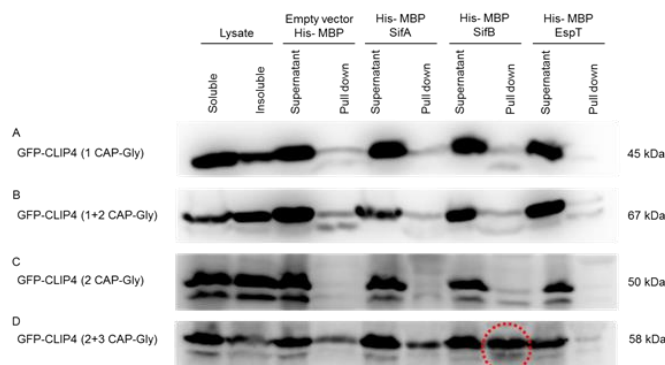 Lysate
Empty vector
His- MBP
His- MBP
SifA
His- MBP
SifB
His- MBP
EspT
Soluble
Insoluble
Supernatant
Pull down
Supernatant
Pull down
Supernatant
Pull down
Supernatant
Pull down
A
GFP-CLIP4 (1 CAP-Gly)
45 kDa
B
GFP-CLIP4 (1+2 CAP-Gly)
67 kDa
C
GFP-CLIP4 (2 CAP-Gly)
50 kDa
D
GFP-CLIP4 (2+3 CAP-Gly)
58 kDa